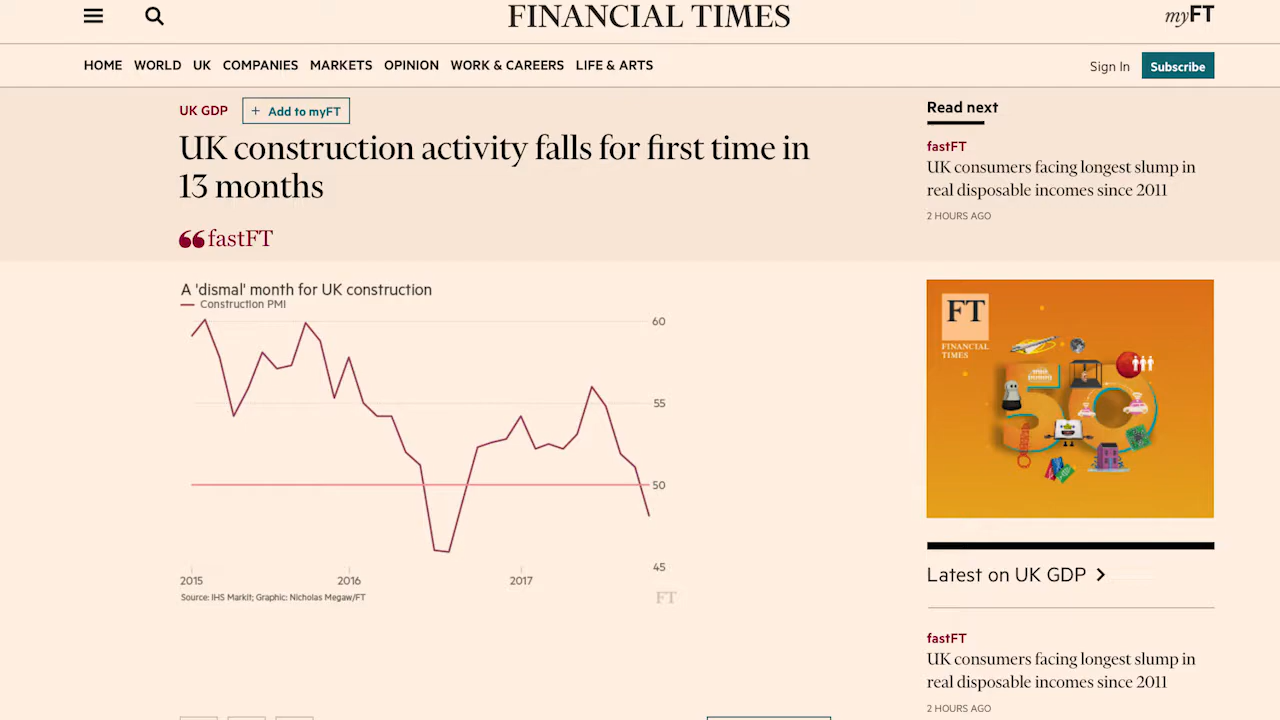 FINANCIAL TIMES
myFT
HOME WORLD UK COMPANIES MARKETS OPINION WORK & CAREERS LIFE & ARTS
Sign In Subscribe
UK GDP + Add to myFT
UK construction activity falls for first time in
13 months
fastFT
A 'dismal' month for UK construction
Construction PMI
60
55
50
45
2015 2016 2017
Source: IHS Markit; Graphic: Nicholas Megaw/FT
FT
Read next
fastFT
UK consumers facing longest slump in
real disposable incomes since 2011
2 HOURS AGO
FT
FINANCIAL
TIMES
50
Latest on UK GDP
fastFT
UK consumers facing longest slump in
real disposable incomes since 2011
2 HOURS AGO